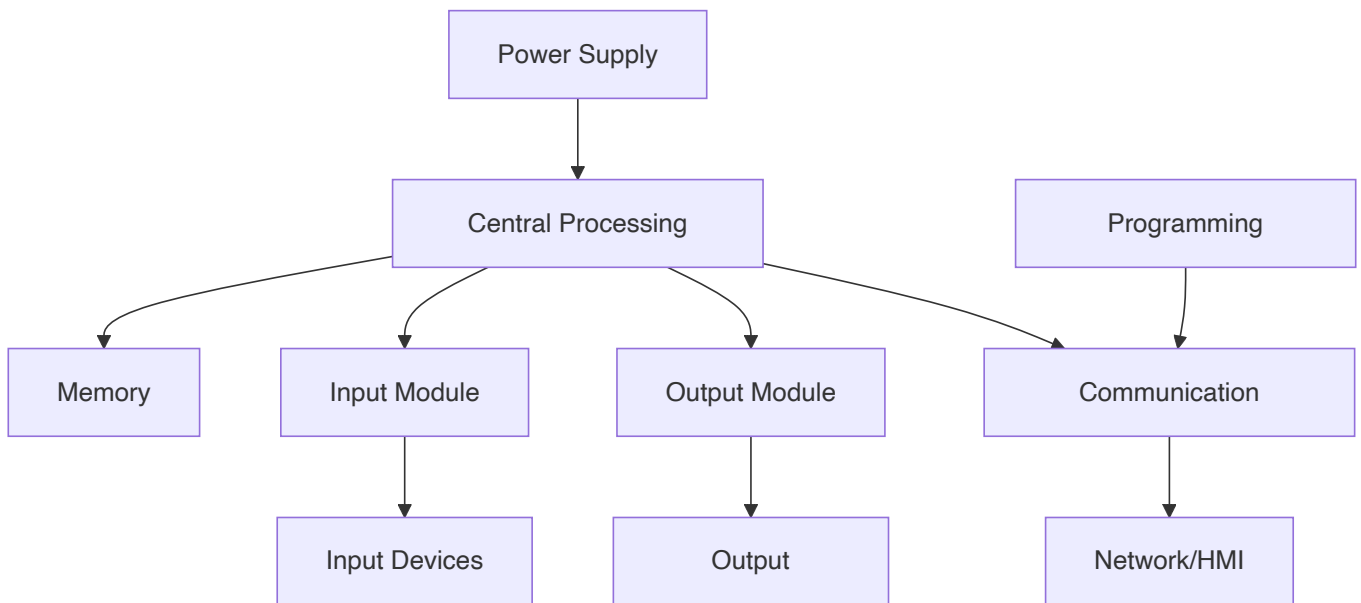 Power Supply
Central Processing
Programming
Memory
Input Module
Output Module
Communication
Input Devices
Output
Network/HMI